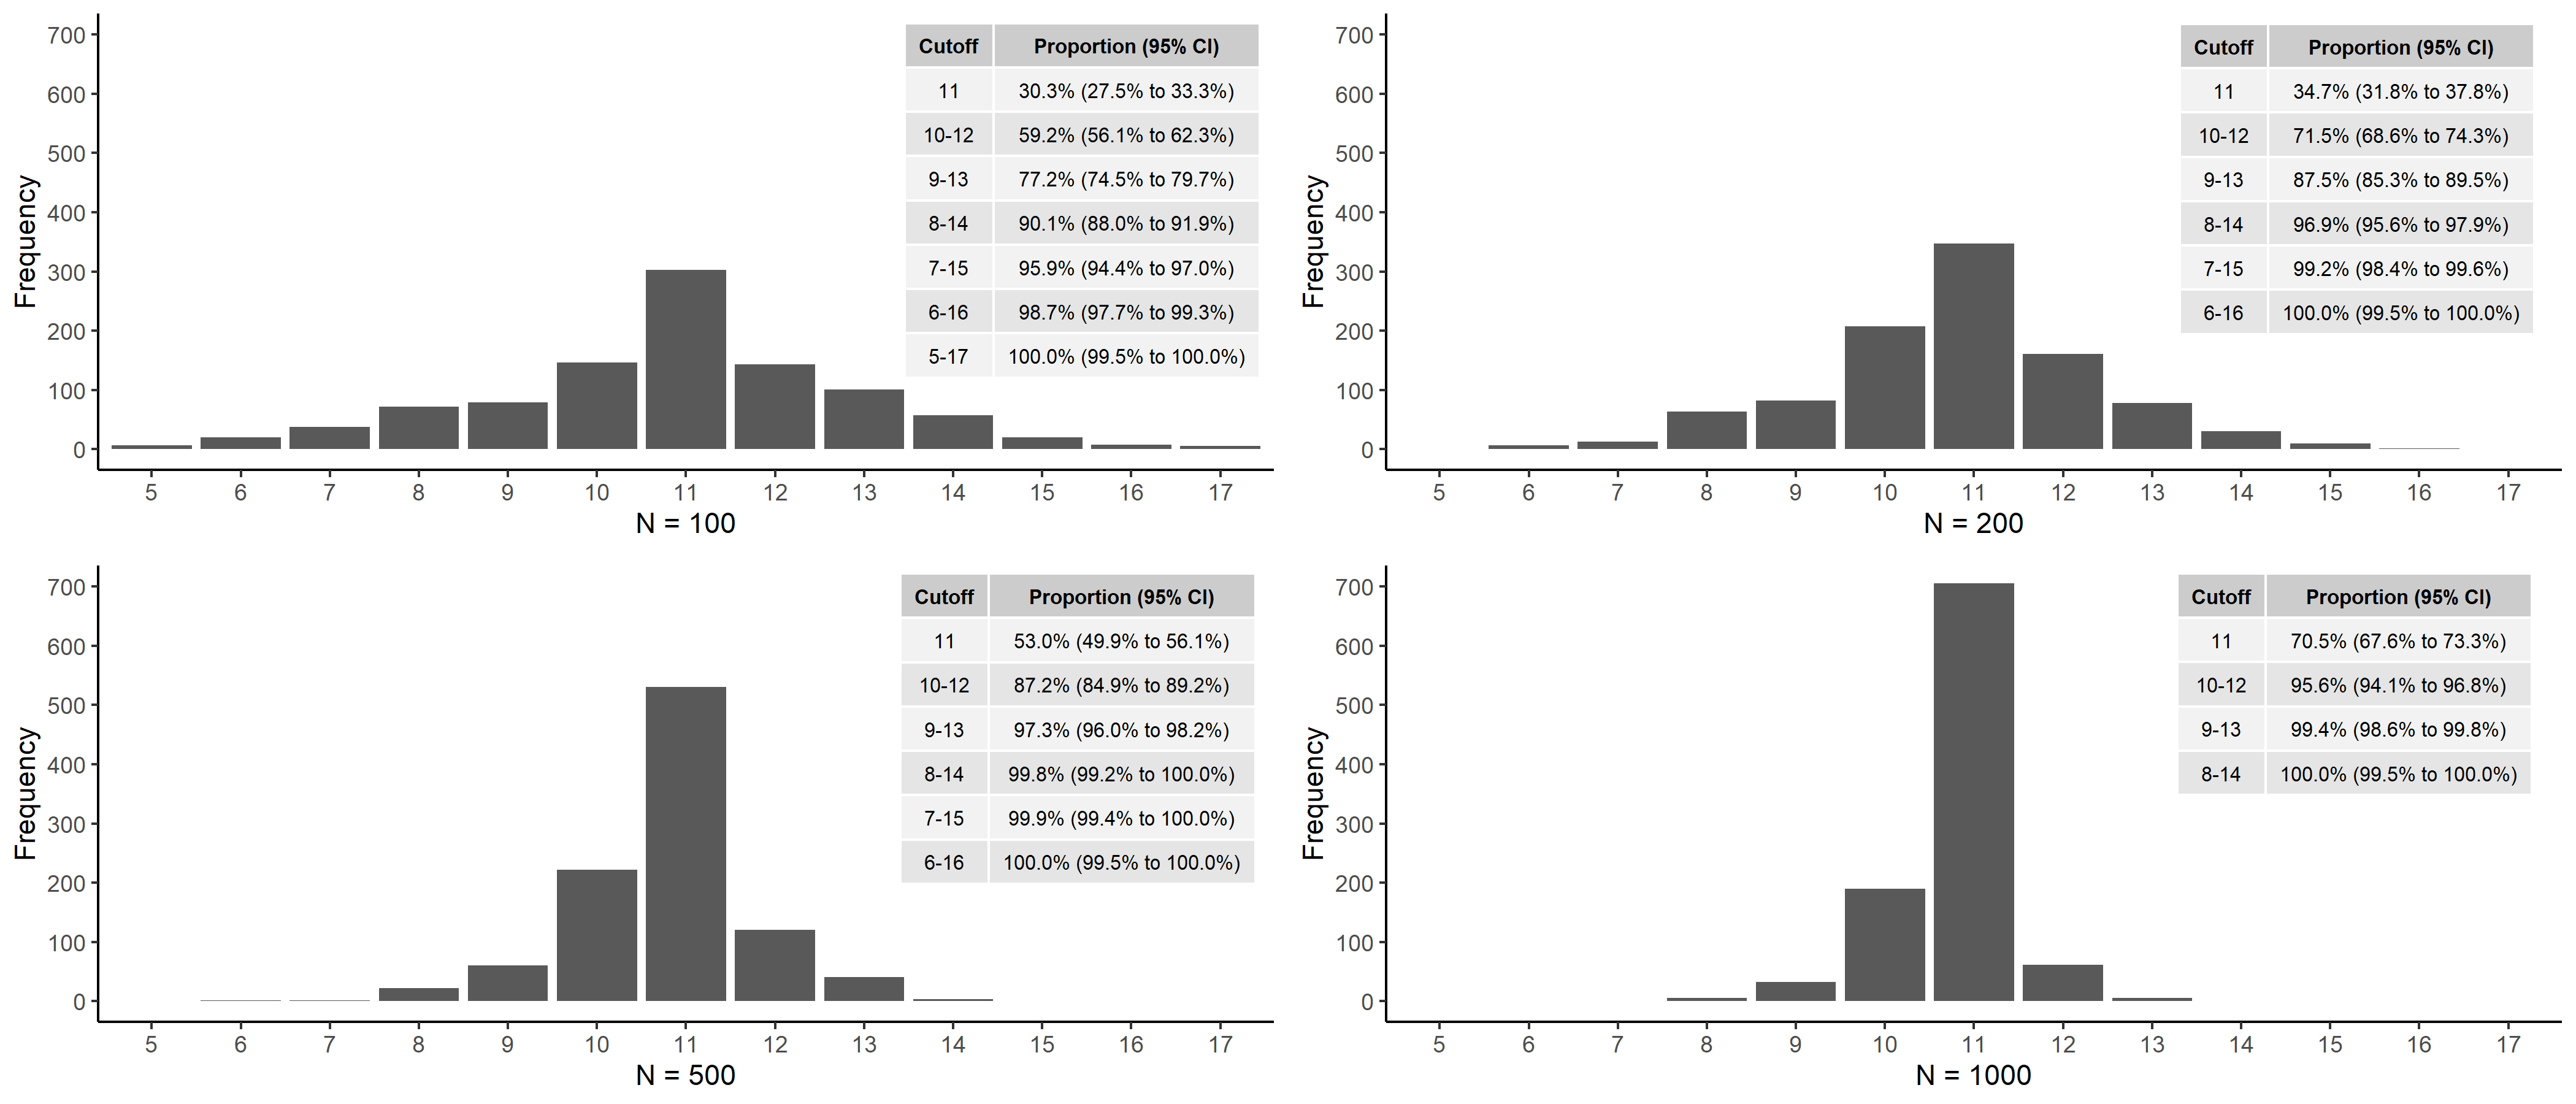 Frequency
700
600
500
400
300
200
100
0
5 6 7 8 9 10 11 12 13 14 15 16 17
N = 100
Cutoff Proportion (95% CI)
11 30.3% (27.5% to 33.3%)
10-12 59.2% (56.1% to 62.3%)
9-13 77.2% (74.5% to 79.7%)
8-14 90.1% (88.0% to 91.9%)
7-15 95.9% (94.4% to 97.0%)
6-16 98.7% (97.7% to 99.3%)
5-17 100.0% (99.5% to 100.0%)
Frequency
700
600
500
400
300
200
100
0
5 6 7 8 9 10 11 12 13 14 15 16 17
N = 200
Cutoff Proportion (95% CI)
11 34.7% (31.8% to 37.8%)
10-12 71.5% (68.6% to 74.3%)
9-13 87.5% (85.3% to 89.5%)
8-14 96.9% (95.6% to 97.9%)
7-15 99.2% (98.4% to 99.6%)
6-16 100.0% (99.5% to 100.0%)
Frequency
700
600
500
400
300
200
100
0
5 6 7 8 9 10 11 12 13 14 15 16 17
N = 500
Cutoff Proportion (95% CI)
11 53.0% (49.9% to 56.1%)
10-12 87.2% (84.9% to 89.2%)
9-13 97.3% (96.0% to 98.2%)
8-14 99.8% (99.2% to 100.0%)
7-15 99.9% (99.4% to 100.0%)
6-16 100.0% (99.5% to 100.0%)
Frequency
700
600
500
400
300
200
100
0
5 6 7 8 9 10 11 12 13 14 15 16 17
N = 1000
Cutoff Proportion (95% CI)
11 70.5% (67.6% to 73.3%)
10-12 95.6% (94.1% to 96.8%)
9-13 99.4% (98.6% to 99.8%)
8-14 100.0% (99.5% to 100.0%)